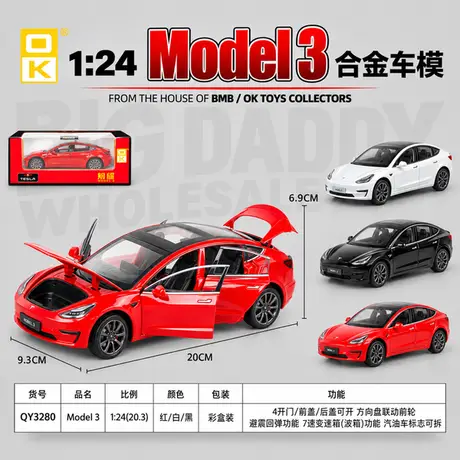 OK
1:24 Model 3 合金车模
FROM THE HOUSE OF BMB / OK TOYS COLLECTORS
BIG DADDY
WHOLESALE
OK
TESLA
6.9CM
MODEL 3
9.3CM
20CM
货号 品名 比例 颜色 包装 功能
QY3280 Model 3 1:24(20.3) 红/白/黑 彩盒装 4开门/前盖/后盖可开 方向盘联动前轮
避震回弹功能 7速变速箱(波箱)功能 汽油车标志可拆